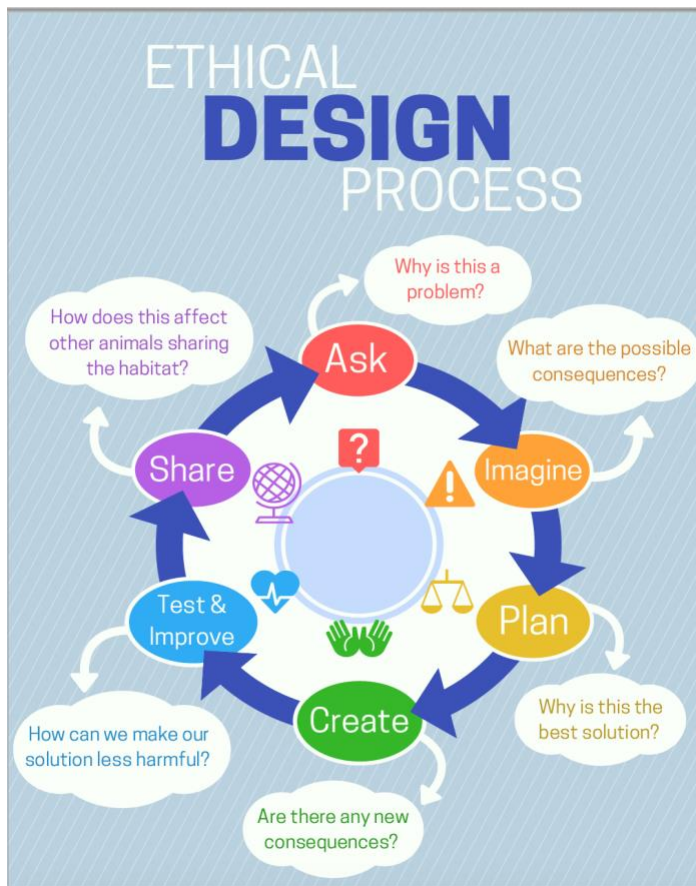 ETHICAL
DESIGN
PROCESS
Why is this a
problem?
Ask
What are the possible
consequences?
Imagine
Plan
Why is this the
best solution?
Create
Are there any new
consequences?
Test &
Improve
How can we make our
solution less harmful?
Share
How does this affect
other animals sharing
the habitat?
?
!